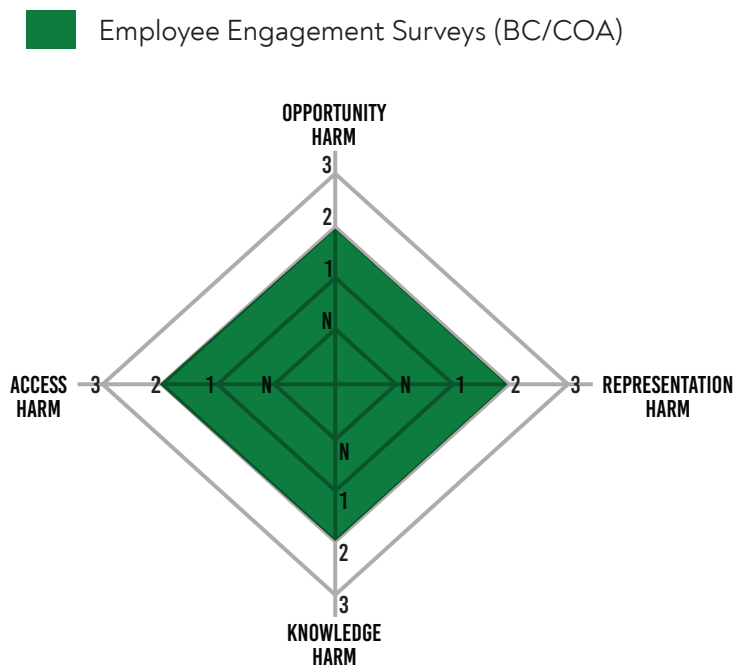 Employee Engagement Surveys (BC/COA)
OPPORTUNITY
HARM
3
2
1
N
ACCESS
HARM
3 2 1 N N 1 2 3
REPRESENTATION
HARM
N
1
2
3
KNOWLEDGE
HARM